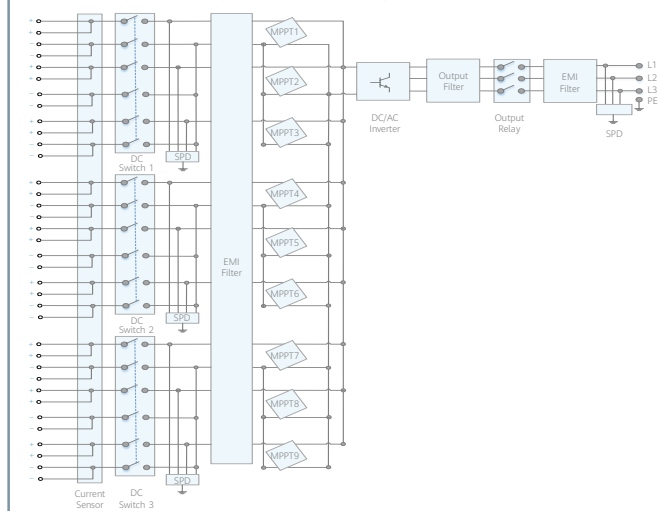 MPPT1
MPPT2
MPPT3
DC
Switch 1
SPD
MPPT4
MPPT5
EMI
Filter
MPPT6
DC
Switch 2
SPD
MPPT7
MPPT8
MPPT9
SPD
Current
Sensor
DC
Switch 3
DC/AC
Inverter
Output
Filter
Output
Relay
EMI
Filter
SPD
L1
L2
L3
PE